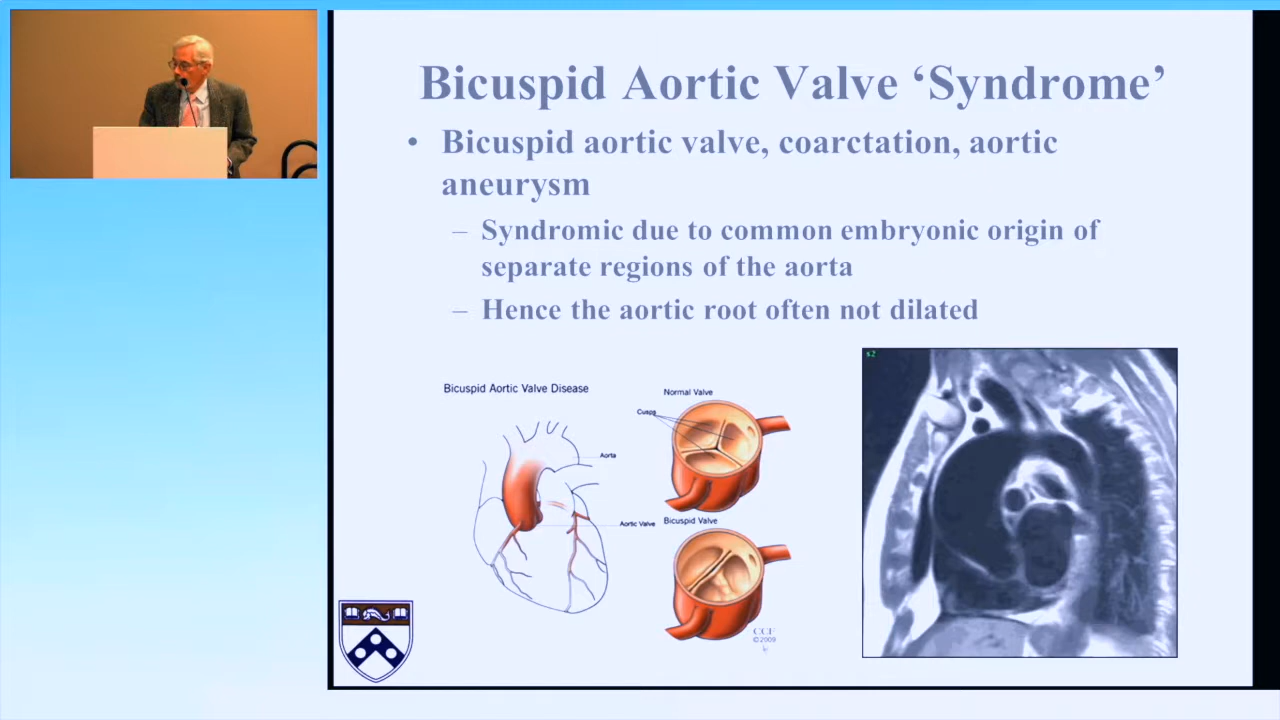 Bicuspid Aortic Valve ‘Syndrome’
• Bicuspid aortic valve, coarctation, aortic
aneurysm
– Syndromic due to common embryonic origin of
separate regions of the aorta
– Hence the aortic root often not dilated
Bicuspid Aortic Valve Disease
Aorta
Aortic Valve
Normal Valve
Cusps
Bicuspid Valve
CCF
©2009